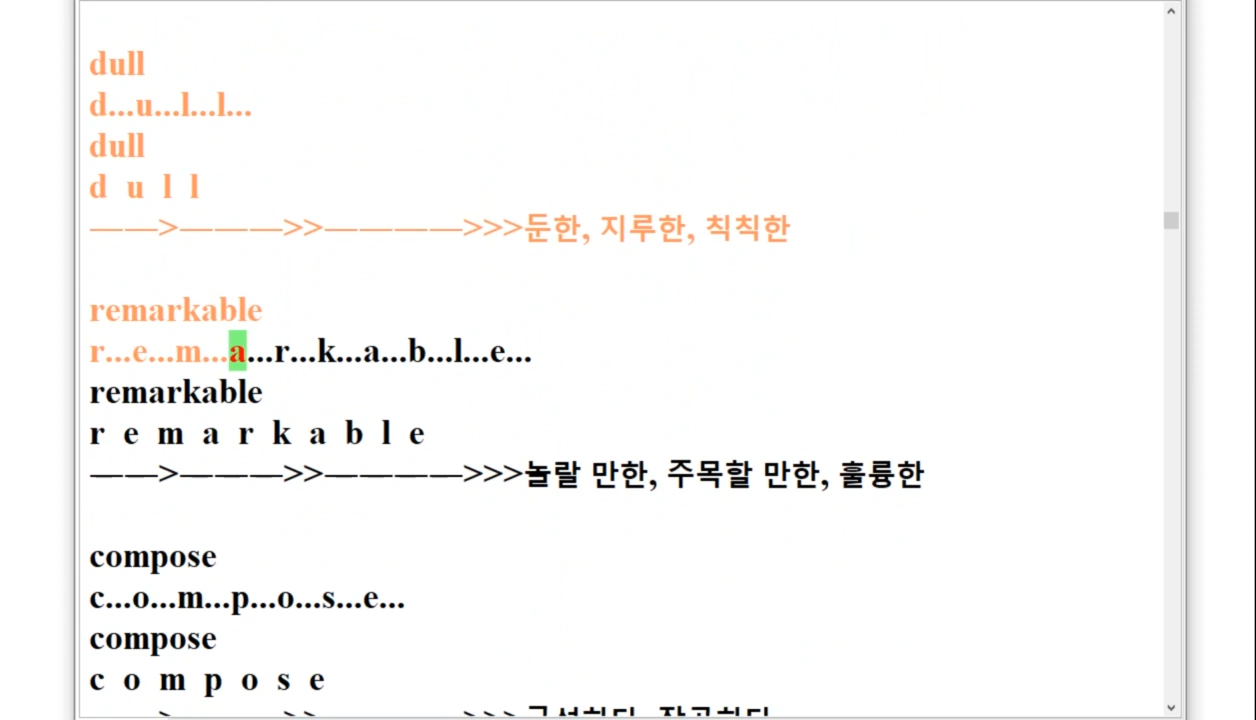 dull
d...u...l...l...
dull
d u l l
——>———>>————>>>둔한, 지루한, 칙칙한
remarkable
r...e...m...a...r...k...a...b...l...e...
remarkable
r e m a r k a b l e
——>———>>————>>>놀랄 만한, 주목할 만한, 훌륭한
compose
c...o...m...p...o...s...e...
compose
c o m p o s e